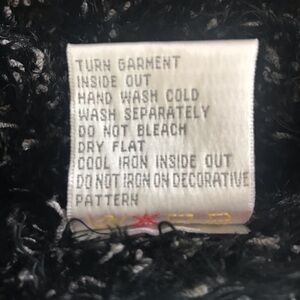 TURN GARMENT
INSIDE OUT
HAND WASH COLD
WASH SEPARATELY
DO NOT BLEACH
DRY FLAT
COOL IRON INSIDE OUT
DO NOT IRON ON DECORATIVE
PATTERN